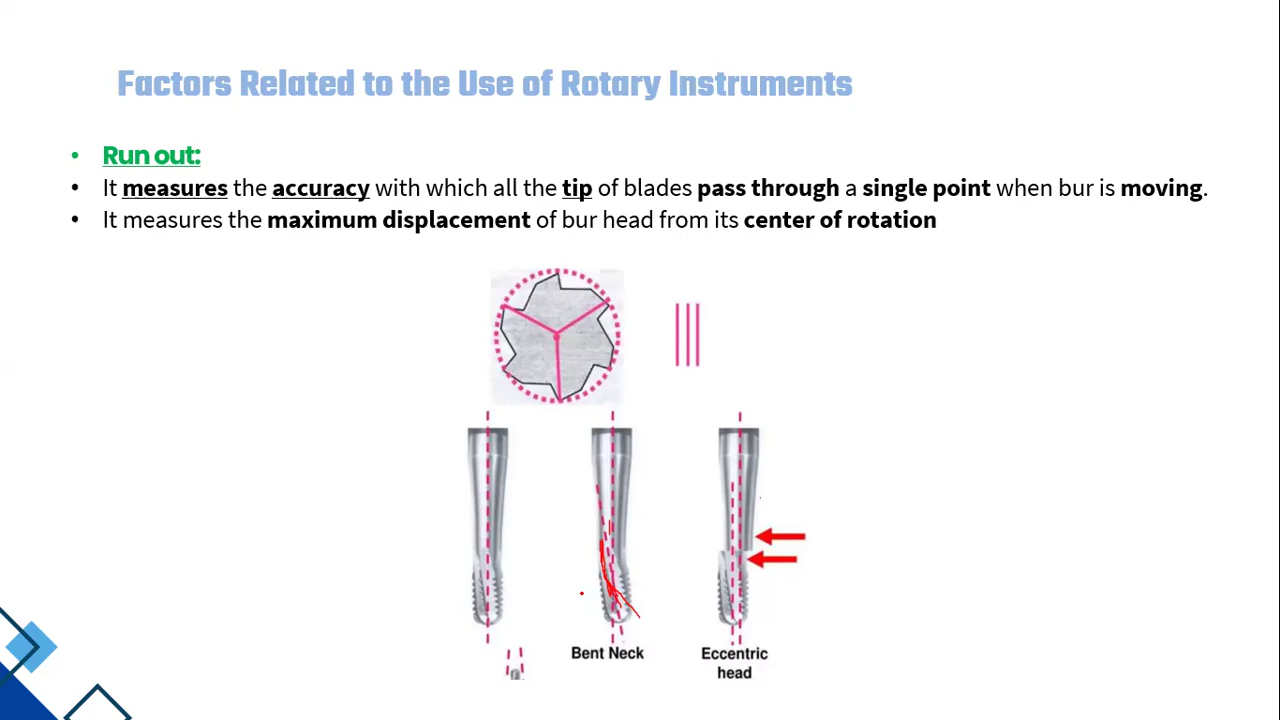 Factors Related to the Use of Rotary Instruments
• Run out:
• It measures the accuracy with which all the tip of blades pass through a single point when bur is moving.
• It measures the maximum displacement of bur head from its center of rotation
Bent Neck
Eccentric
head